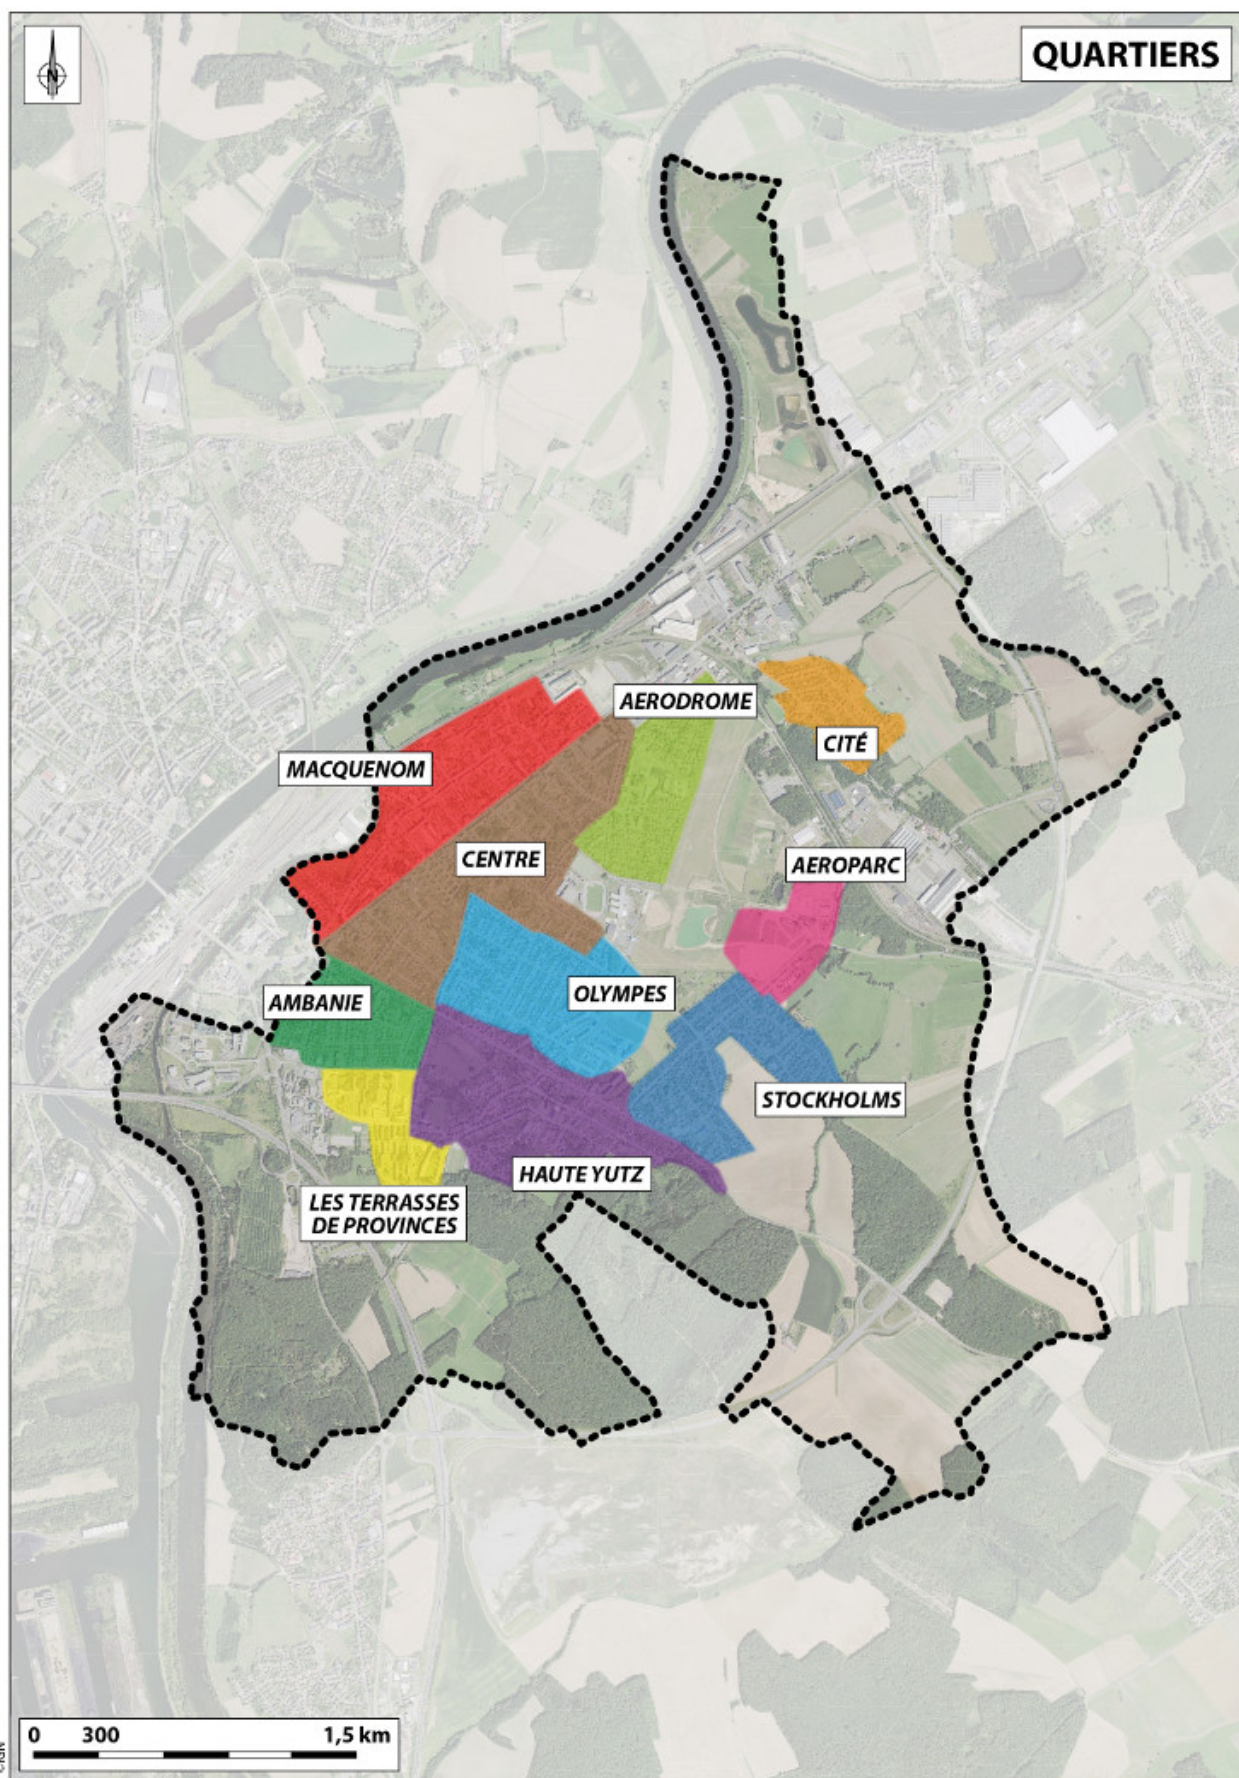 N
QUARTIERS
AERODROME
CITÉ
MACQUENOM
CENTRE
AEROPARC
OLYMPES
AMBANIE
STOCKHOLMS
HAUTE YUTZ
LES TERRASSES
DE PROVINCES
0 300 1,5 km